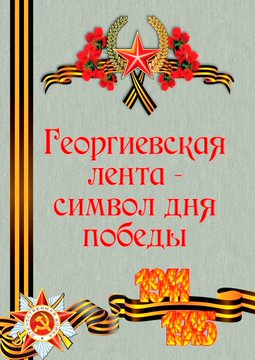 Георгиевская
лента -
символ дня
победы
1941
1945